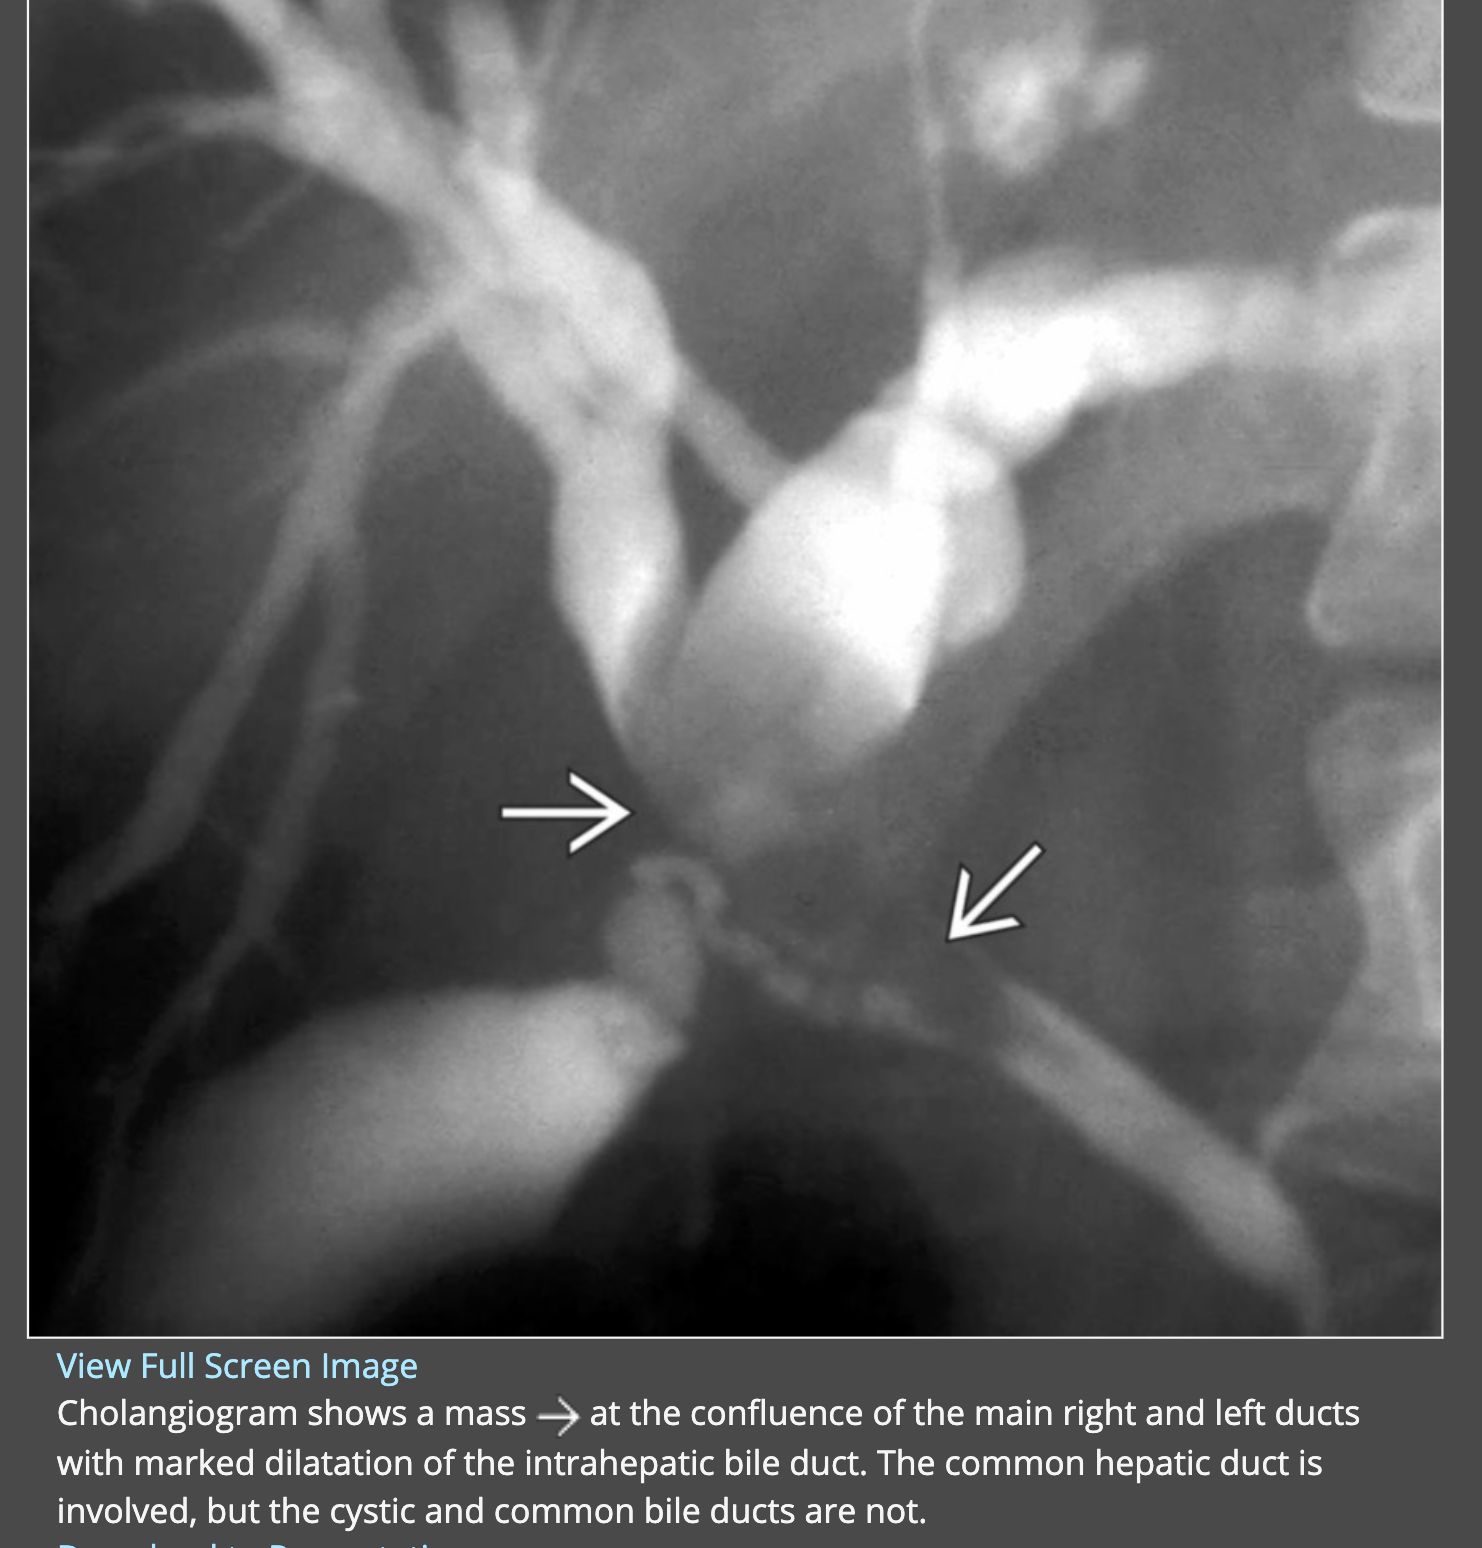 View Full Screen Image
Cholangiogram shows a mass → at the confluence of the main right and left ducts
with marked dilatation of the intrahepatic bile duct. The common hepatic duct is
involved, but the cystic and common bile ducts are not.